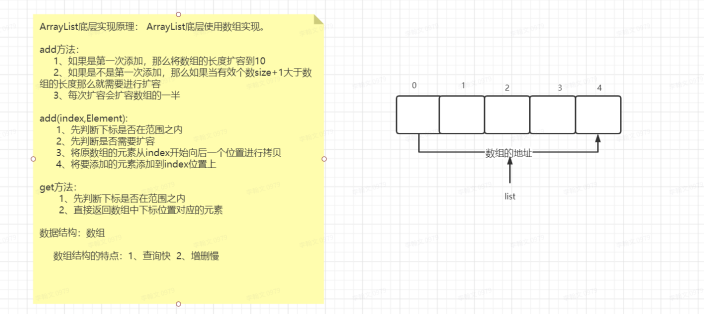 ArrayList底层实现原理： ArrayList底层使用数组实现。
add方法：
1、如果是第一次添加，那么将数组的长度扩容到10
2、如果是不是第一次添加，那么如果当有效个数size+1大于数
组的长度那么就需要进行扩容
3、每次扩容会扩容数组的一半
add(index,Element):
1、先判断下标是否在范围之内
2、先判断是否需要扩容
3、将原数组的元素从index开始向后一个位置进行拷贝
4、将要添加的元素添加到index位置上
get方法：
1、先判断下标是否在范围之内
2、直接返回数组中下标位置对应的元素
数据结构：数组
数组结构的特点：1、查询快 2、增删慢
0 1 2 3 4
数组的地址
list